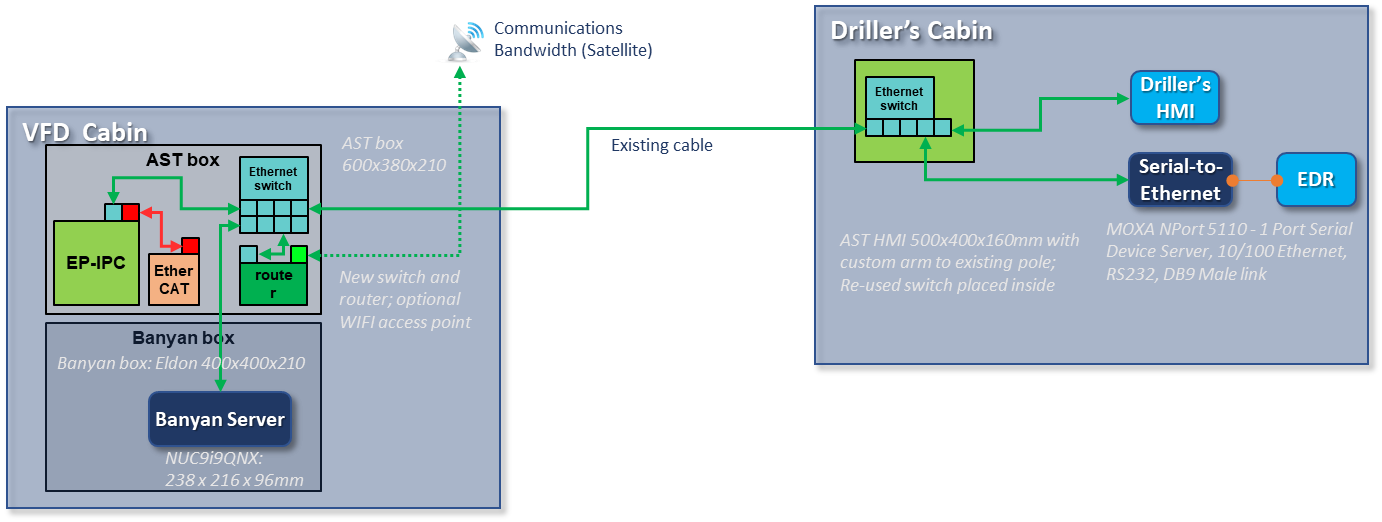 Communications
Bandwidth (Satellite)
VFD  Cabin
AST box
600x380x210
AST box
Ethernet
switch
EP-IPC
Ether
CAT
route
r
New switch and
router; optional
WIFI access point
Banyan box
Banyan box: Eldon 400x400x210
Banyan Server
NUC9i9QNX:
238 x 216 x 96mm
Existing cable
Driller's Cabin
Ethernet
switch
Driller's
HMI
Serial-to-
Ethernet
EDR
AST HMI 500x400x160mm with
custom arm to existing pole;
Re-used switch placed inside
MOXA NPort 5110 - 1 Port Serial
Device Server, 10/100 Ethernet,
RS232, DB9 Male link